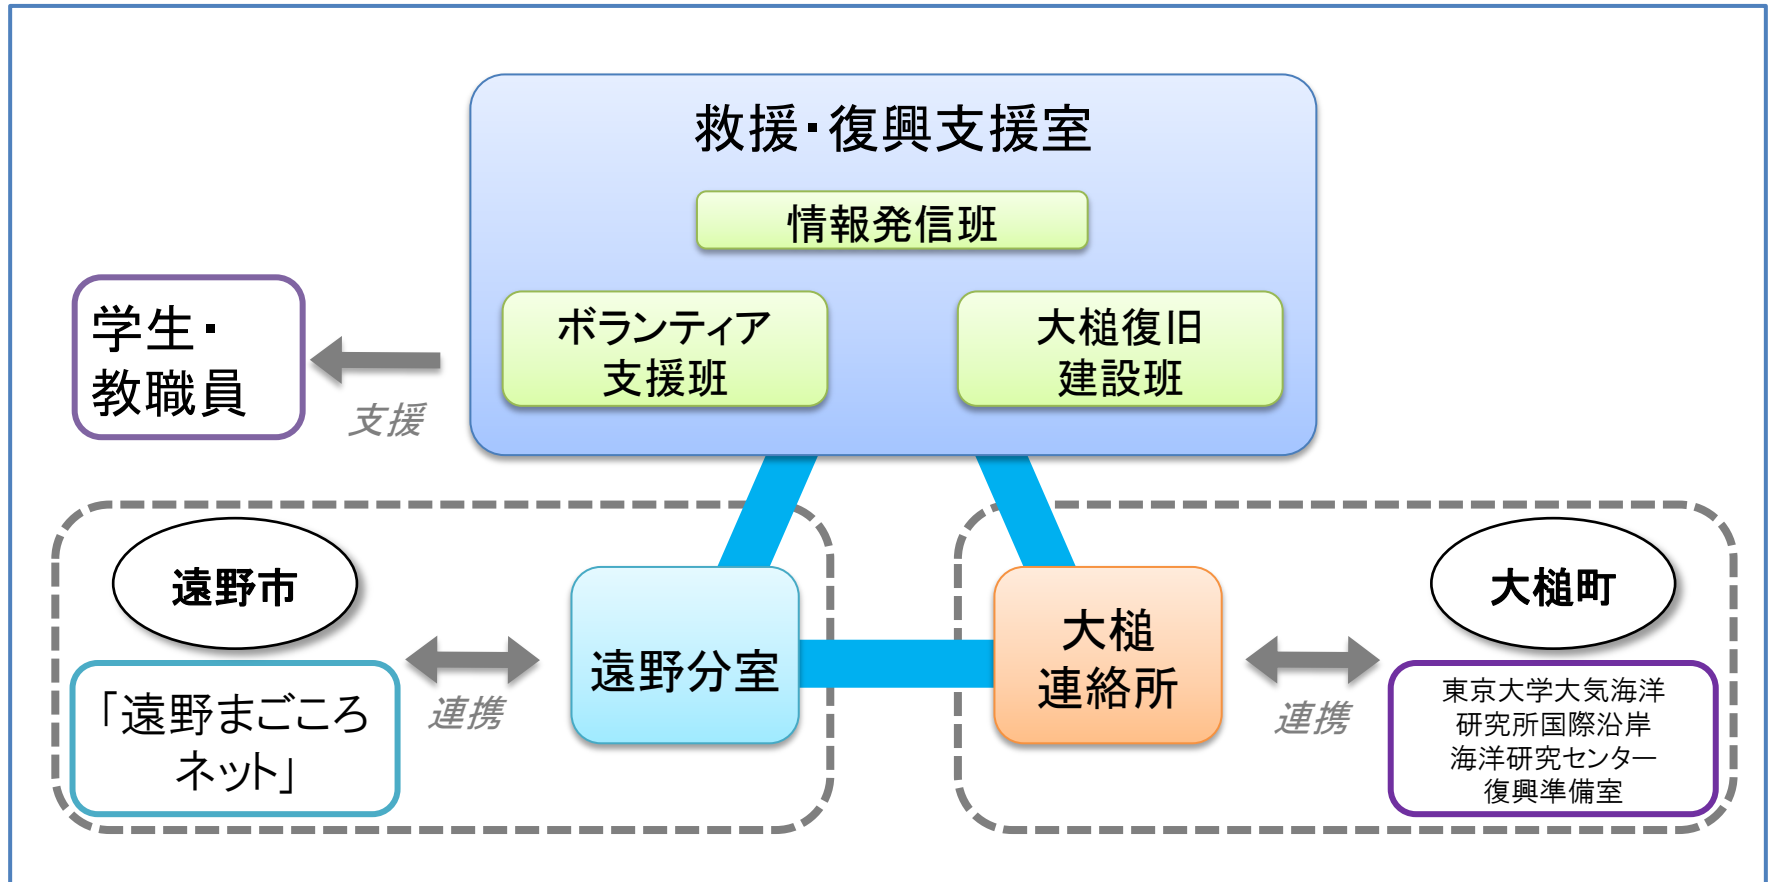 救援・復興支援室
情報発信班
ボランティア
支援班
大槌復旧
建設班
学生・
教職員
支援
遠野市
「遠野まごころ
ネット」
連携
遠野分室
大槌
連絡所
連携
大槌町
東京大学大気海洋
研究所国際沿岸
海洋研究センター
復興準備室